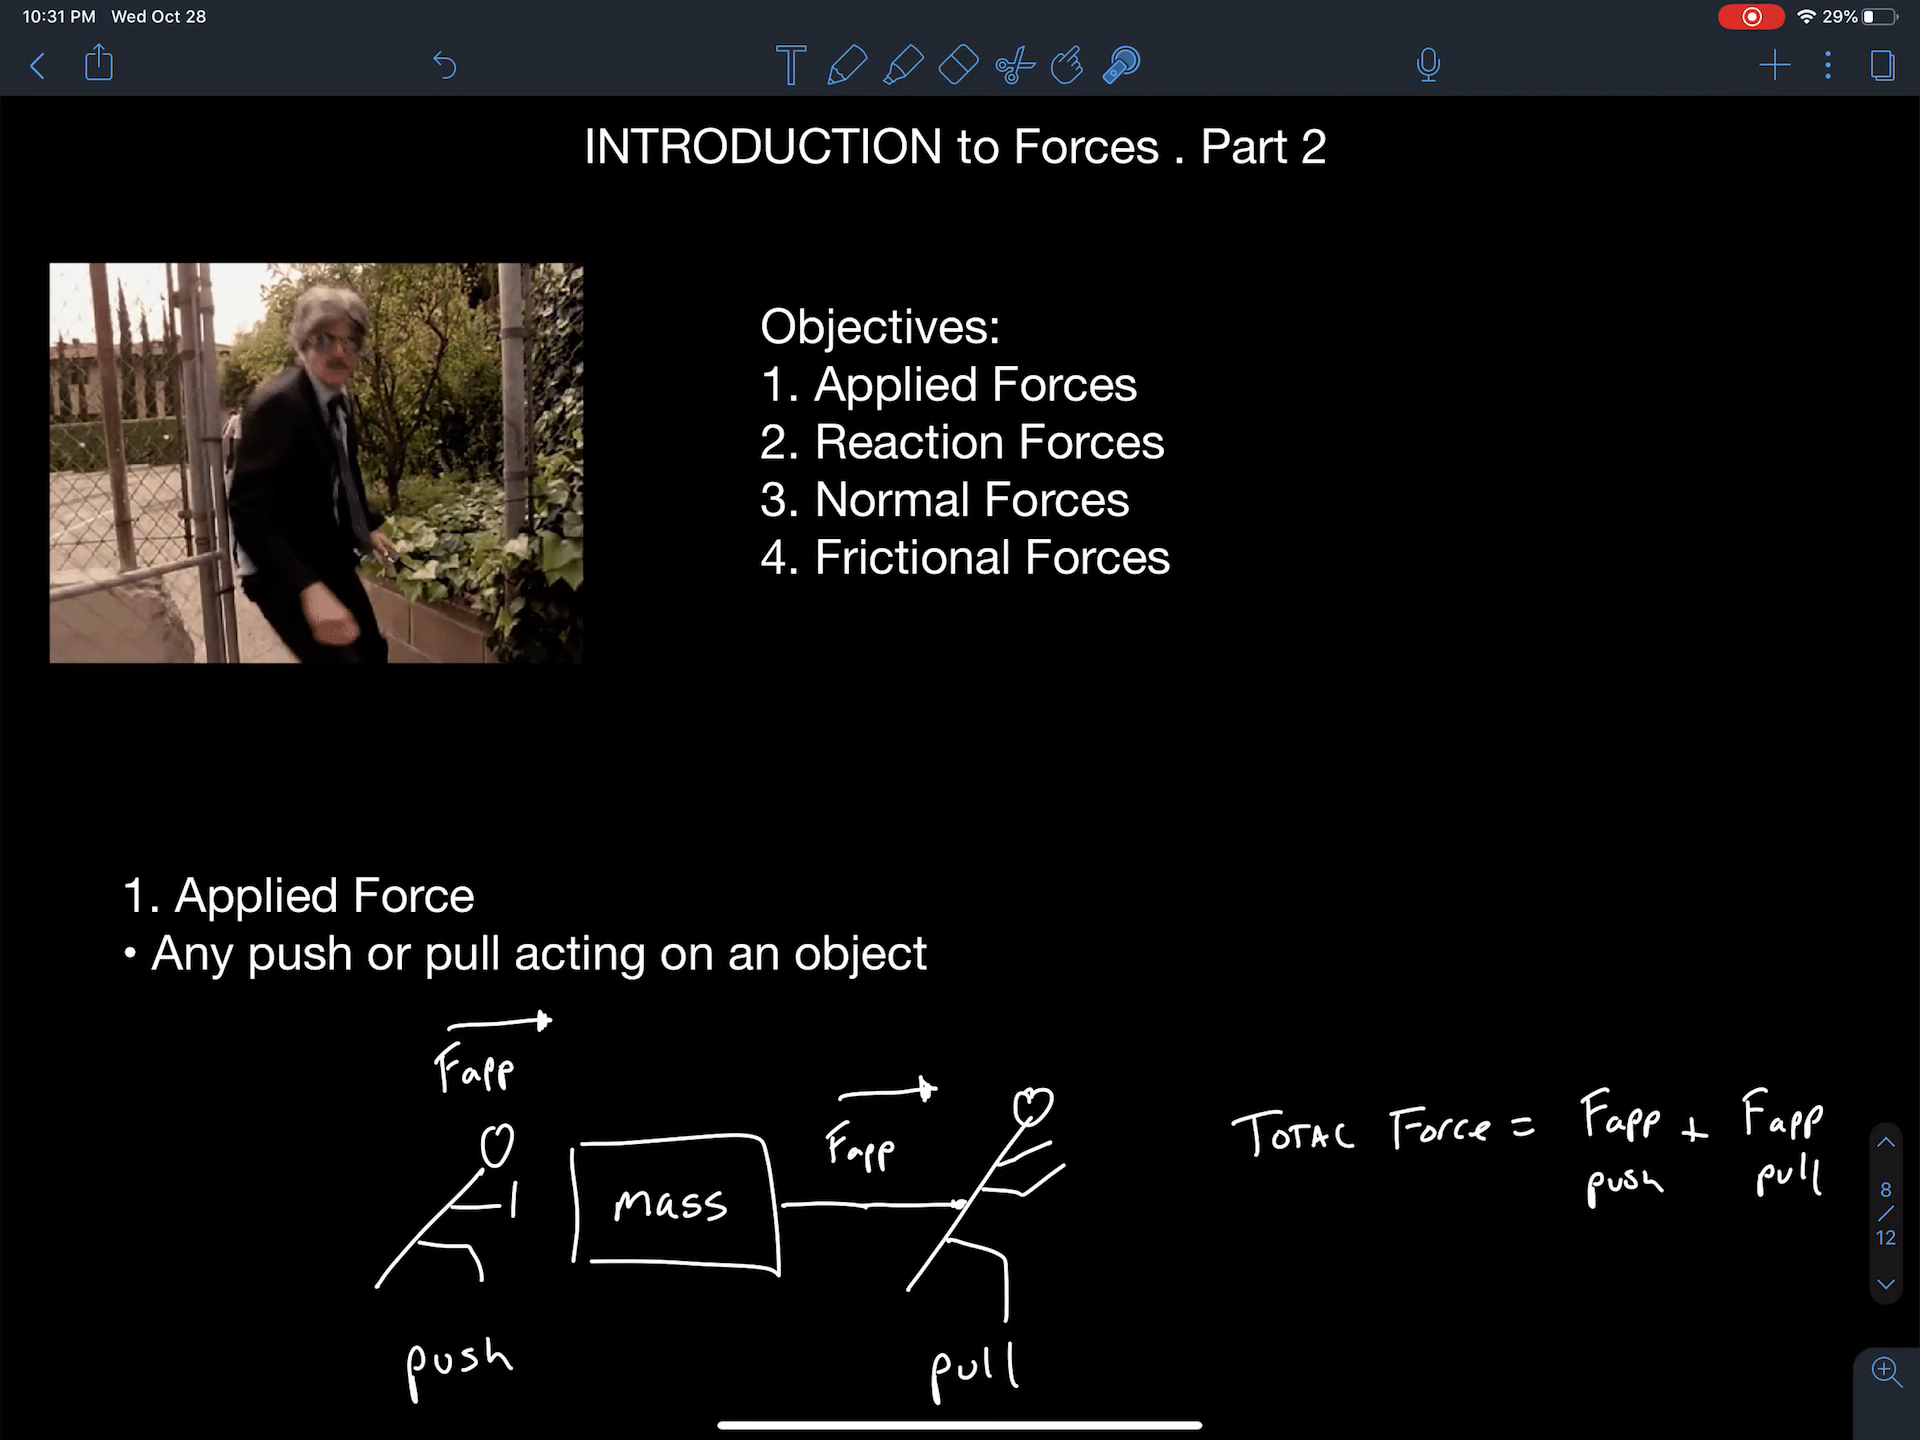 10:31 PM Wed Oct 28
29%
INTRODUCTION to Forces . Part 2
Objectives:
1. Applied Forces
2. Reaction Forces
3. Normal Forces
4. Frictional Forces
1. Applied Force
• Any push or pull acting on an object
Fapp
Fapp
mass
push
pull
TOTAL Force = Fapp + Fapp
push pull
8
/
12